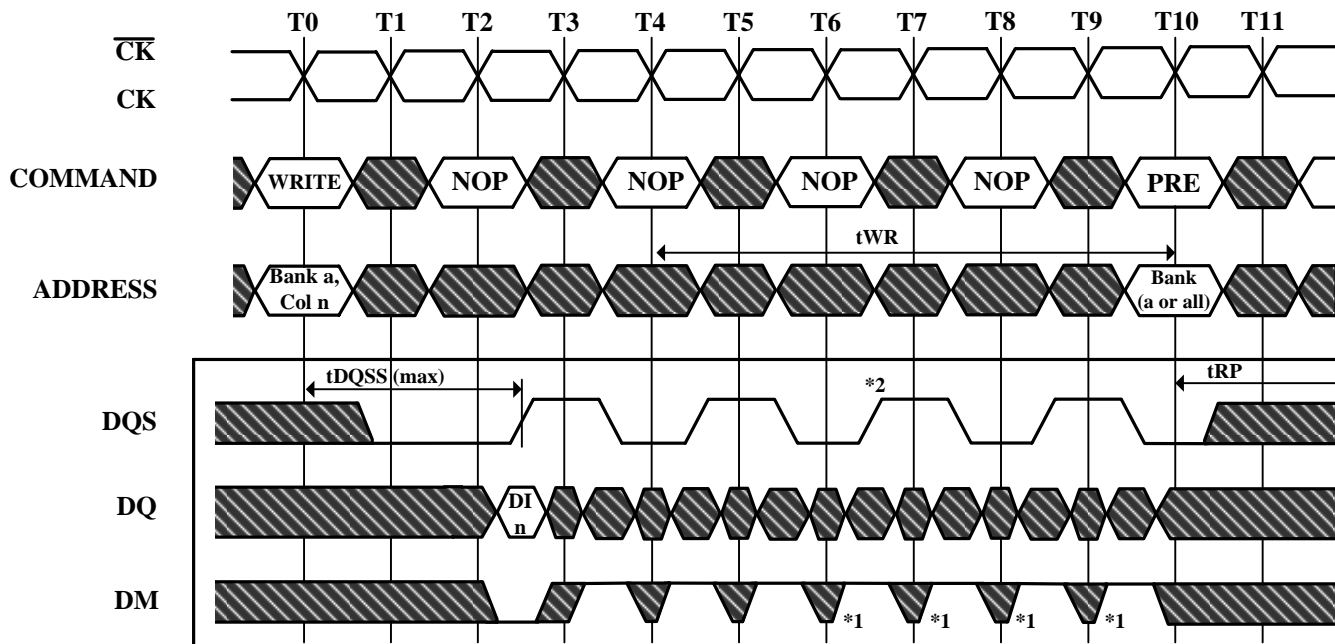 T0 T1 T2 T3 T4 T5 T6 T7 T8 T9 T10 T11
CK
CK
COMMAND WRITE NOP NOP NOP NOP PRE
tWR
ADDRESS Bank a, Col n Bank (a or all)
tDQSS (max) *2 tRP
DQS
DQ DI n
DM *1 *1 *1 *1